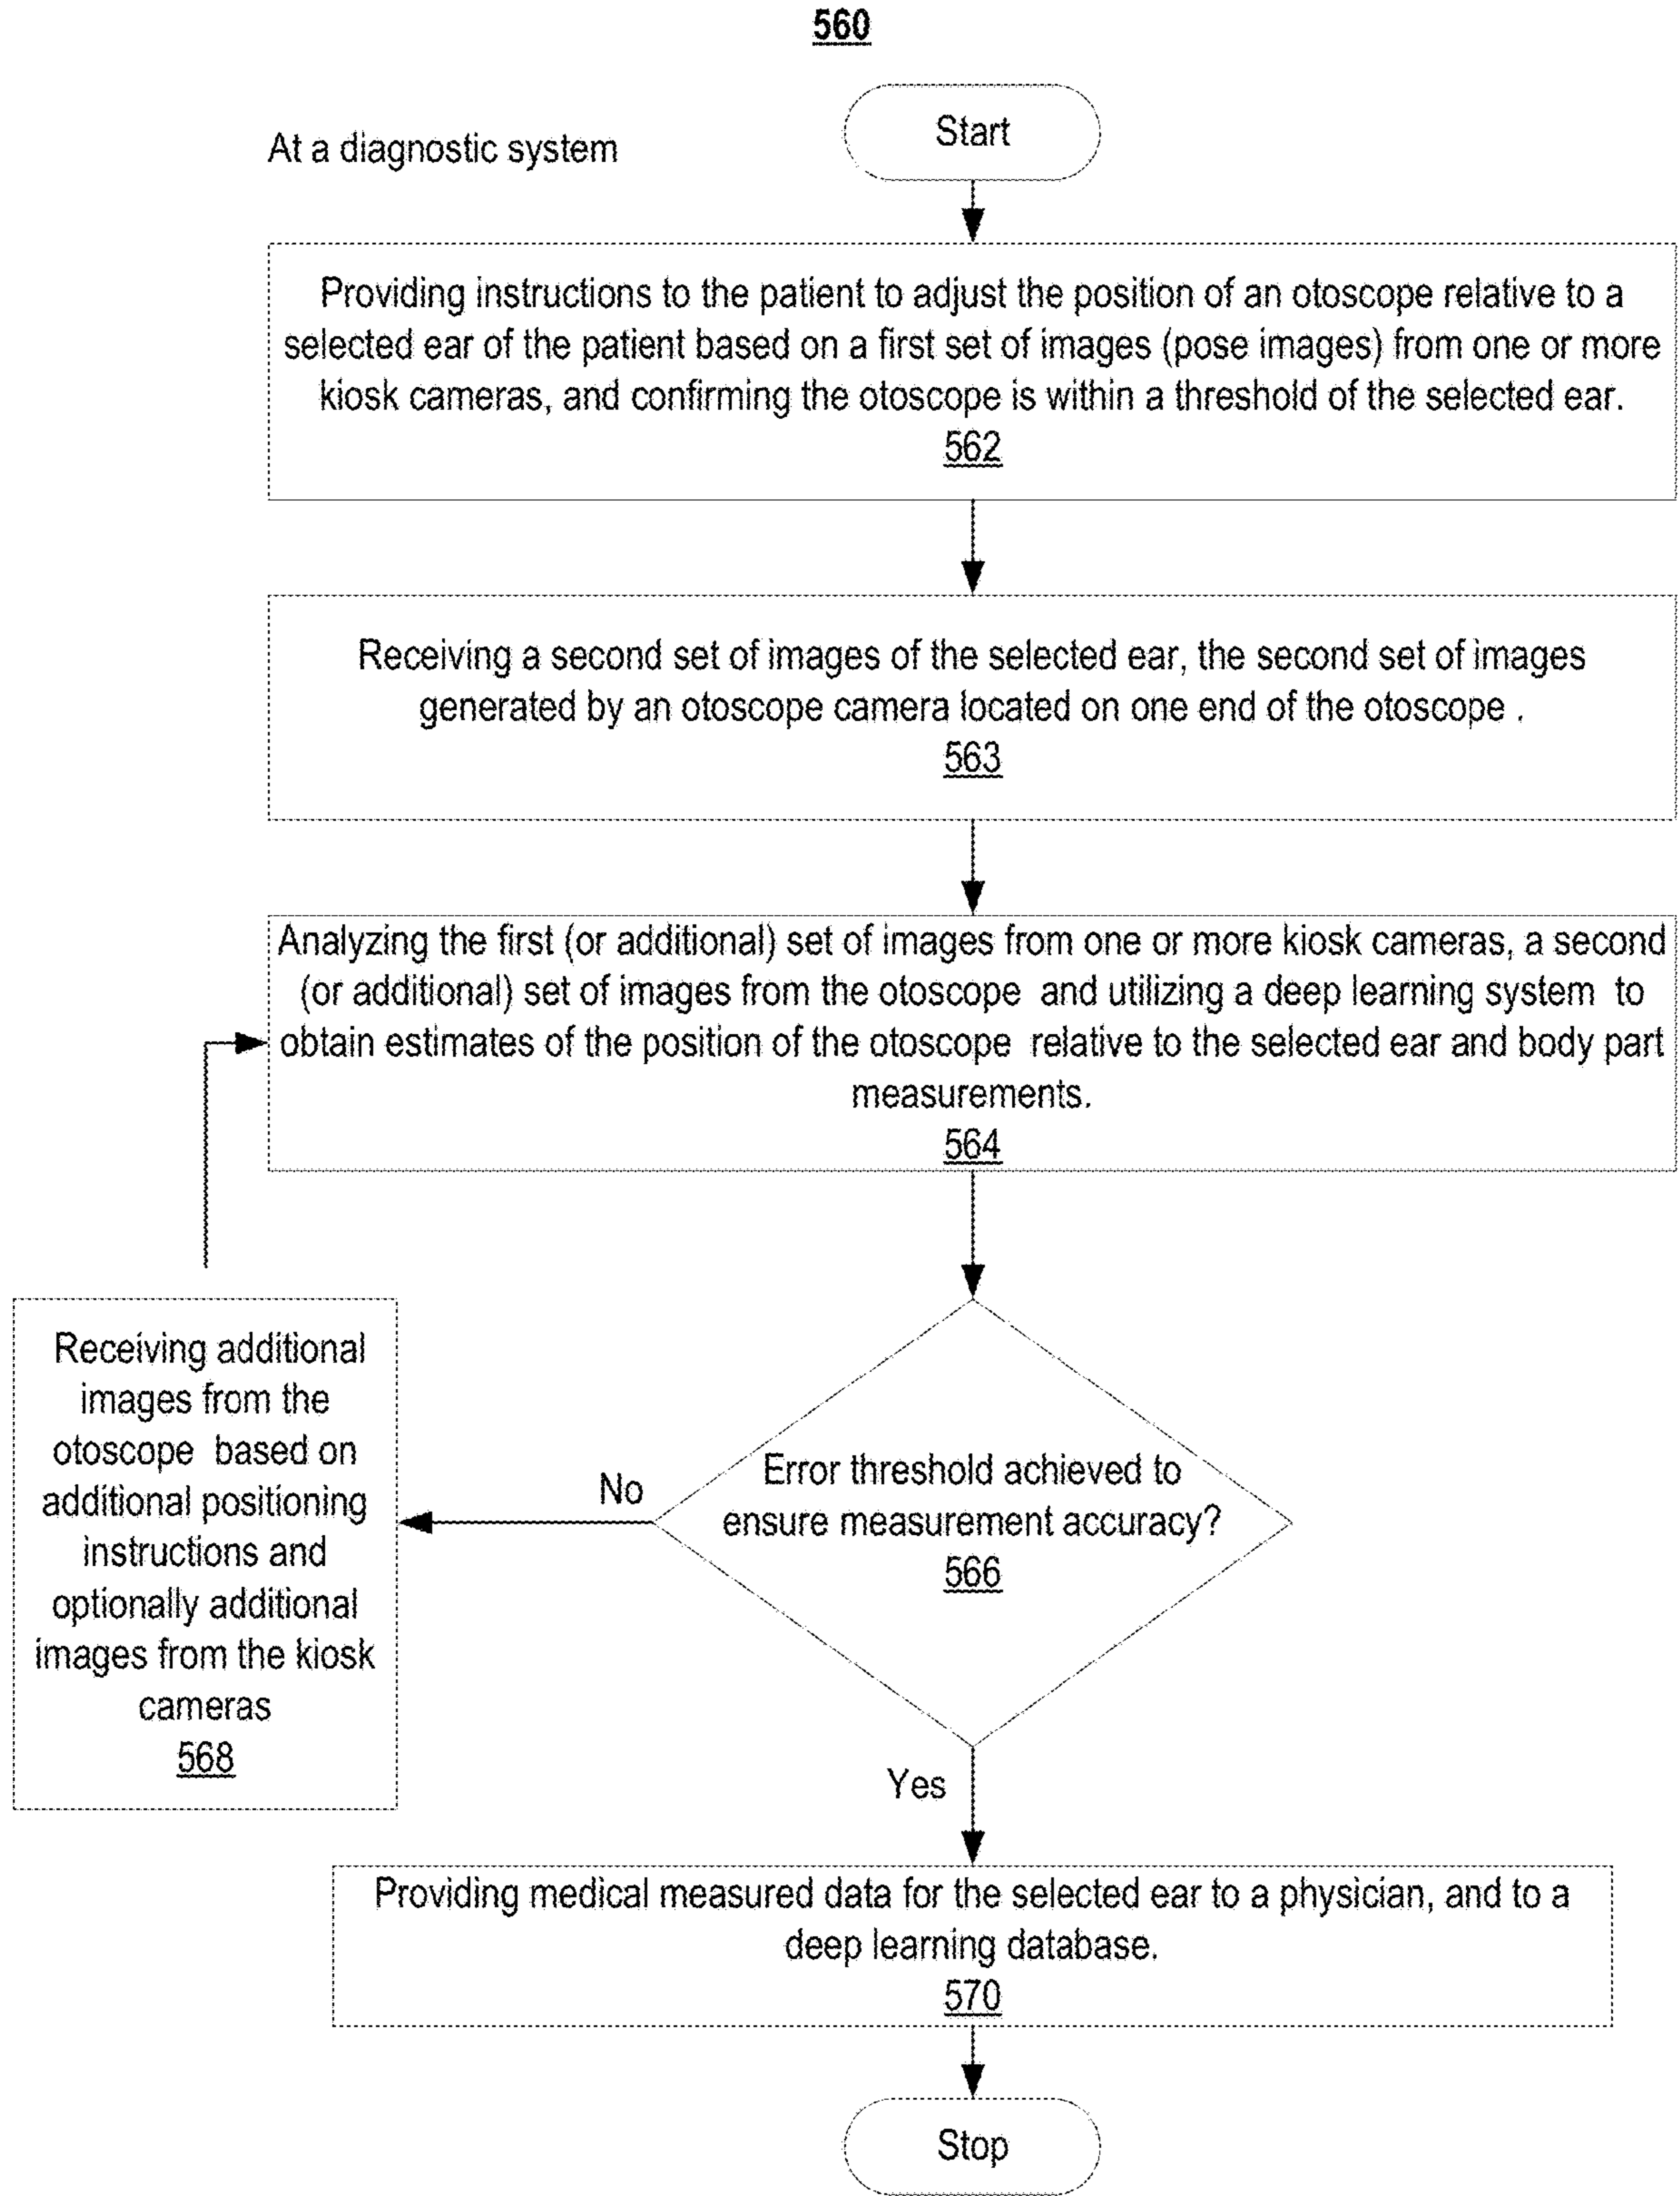 560
At a diagnostic system
Start
Providing instructions to the patient to adjust the position of an otoscope relative to a
selected ear of the patient based on a first set of images (pose images) from one or more
kiosk cameras, and confirming the otoscope is within a threshold of the selected ear.
562
Receiving a second set of images of the selected ear, the second set of images
generated by an otoscope camera located on one end of the otoscope .
563
Analyzing the first (or additional) set of images from one or more kiosk cameras, a second
(or additional) set of images from the otoscope and utilizing a deep learning system to
obtain estimates of the position of the otoscope relative to the selected ear and body part
measurements.
564
Error threshold achieved to
ensure measurement accuracy?
566
No
Receiving additional
images from the
otoscope based on
additional positioning
instructions and
optionally additional
images from the kiosk
cameras
568
Yes
Providing medical measured data for the selected ear to a physician, and to a
deep learning database.
570
Stop